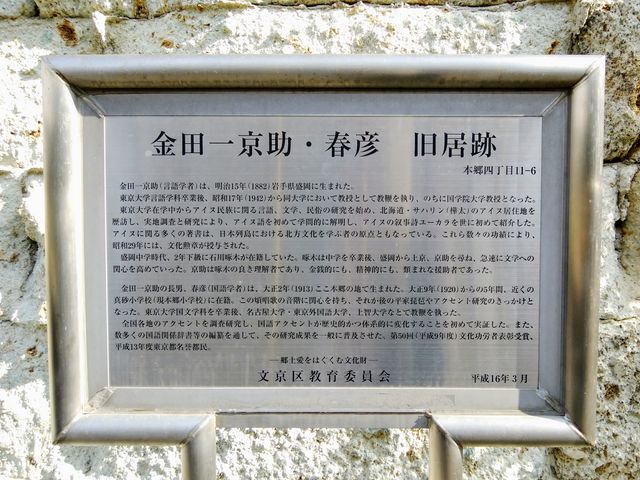 金田一京助・春彦　旧居跡
本郷四丁目11-6
金田一京助(言語学者)は、明治15年(1882)岩手県盛岡に生まれた。
東京大学言語学科卒業後、昭和17年(1942)から同大学において教授として教鞭を執り、のちに国学院大学教授となった。
東京大学在学中からアイヌ民族に関る言語、文学、民俗の研究を始め、北海道・サハリン(樺太)のアイヌ居住地を
歴訪し、実地調査と研究により、アイヌ語を初めて学問的に解明し、アイヌの叙事詩ユーカラを世に初めて紹介した。
アイヌに関る多くの著書は、日本列島における北方文化を学ぶ者の原点ともなっている。これら数々の功績により、
昭和29年には、文化勲章が授与された。
盛岡中学時代、2年下級に石川啄木が在籍していた。啄木は中学を卒業後、盛岡から上京、京助を尋ね、急速に文学への
関心を高めていった。京助は啄木の良き理解者であり、金銭的にも、精神的にも、類まれな援助者であった。
金田一京助の長男、春彦(国語学者)は、大正2年(1913)ここ本郷の地に生まれた。大正9年(1920)からの5年間、近くの
真砂小学校(現本郷小学校)に在籍。この頃唱歌の音階に関心を持ち、それが後の平家琵琶やアクセント研究のきっかけと
なった。東京大学国文学科を卒業後、名古屋大学・東京外国語大学、上智大学などで教鞭を執った。
全国各地のアクセントを調査研究し、国語アクセントが歴史的かつ体系的に変化することを初めて実証した。また、
数多くの国語関係辞書等の編纂を通して、その研究成果を一般に普及させた。第50回(平成9年度)文化功労者表彰受賞、
平成13年度東京都名誉都民。
―郷土愛をはぐくむ文化財―
文京区教育委員会
平成16年3月